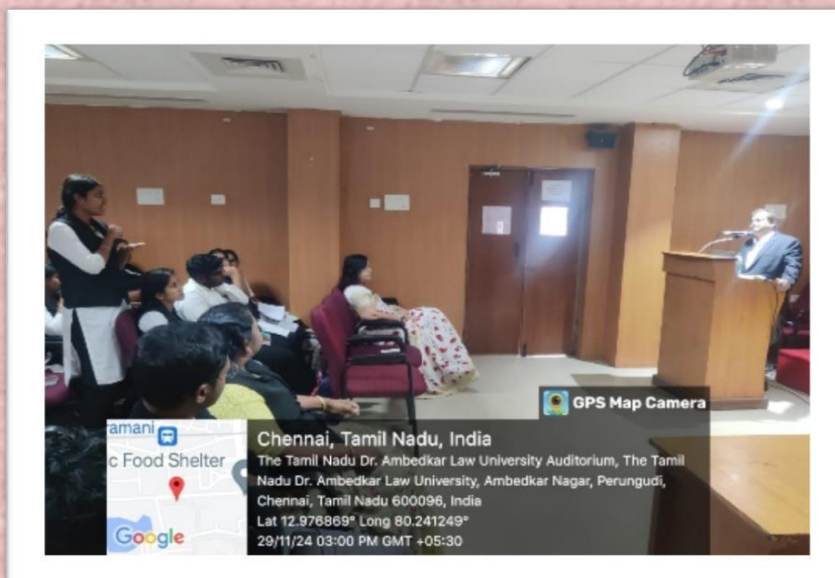 GPS Map Camera
amani
c Food Shelter
Google
Chennai, Tamil Nadu, India
The Tamil Nadu Dr. Ambedkar Law University Auditorium, The Tamil
Nadu Dr. Ambedkar Law University, Ambedkar Nagar, Perungudi,
Chennai, Tamil Nadu 600096, India
Lat 12.976869° Long 80.241249°
29/11/24 03:00 PM GMT +05:30